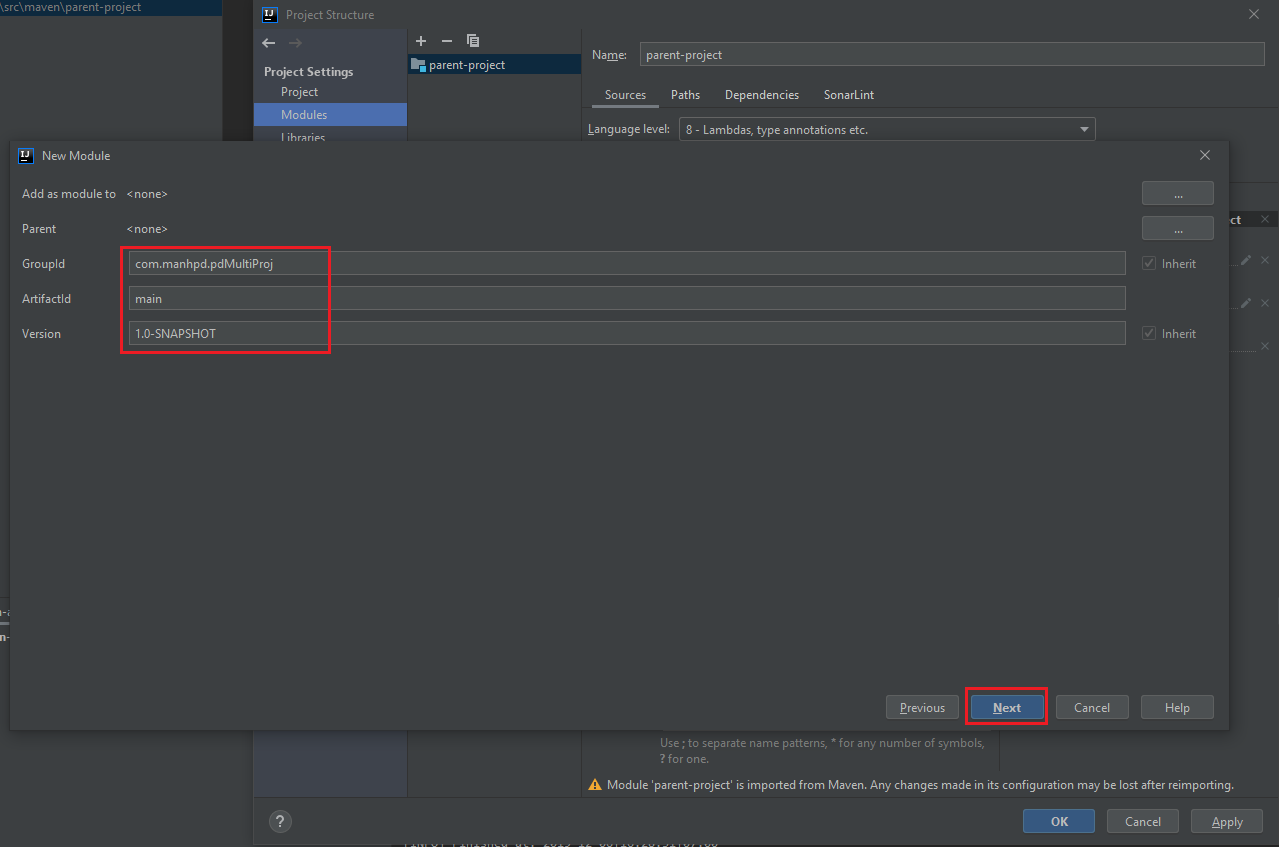 \src\maven\parent-project
Project Structure
Project Settings
Project
Modules
Libraries
parent-project
Name: parent-project
Sources Paths Dependencies SonarLint
Language level: 8 - Lambdas, type annotations etc.
New Module
Add as module to <none> ...
Parent <none> ...
GroupId com.manhpd.pdMultiProj Inherit
ArtifactId main
Version 1.0-SNAPSHOT Inherit
Previous Next Cancel Help
Use ; to separate name patterns, * for any number of symbols,
? for one.
Module 'parent-project' is imported from Maven. Any changes made in its configuration may be lost after reimporting.
? OK Cancel Apply